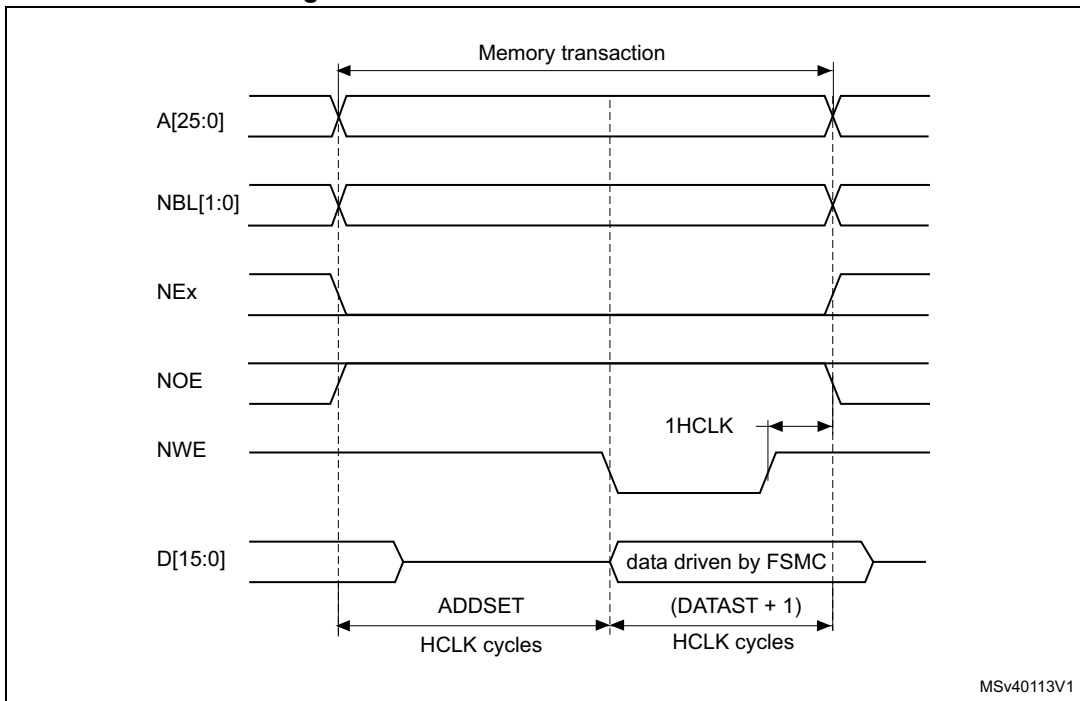 Memory transaction
A[25:0]
NBL[1:0]
NEx
NOE
1HCLK
NWE
D[15:0]
data driven by FSMC
ADDSET
(DATAST + 1)
HCLK cycles
HCLK cycles
MSv40113V1